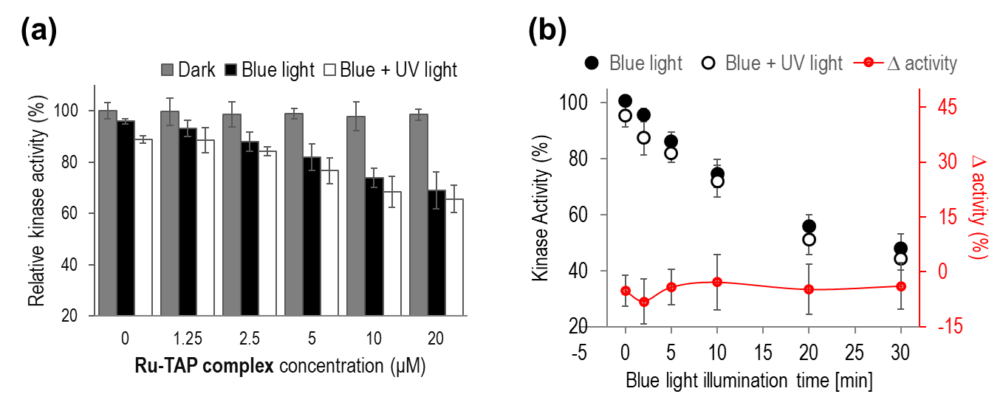 (a)
Dark Blue light Blue + UV light
Relative kinase activity (%)
100
80
60
40
20
0 1.25 2.5 5 10 20
Ru-TAP complex concentration (µM)
(b)
Blue light Blue + UV light Δ activity
Kinase Activity (%)
100
80
60
40
20
45
30
15
0
-15
Δ activity (%)
-5 0 5 10 15 20 25 30
Blue light illumination time [min]